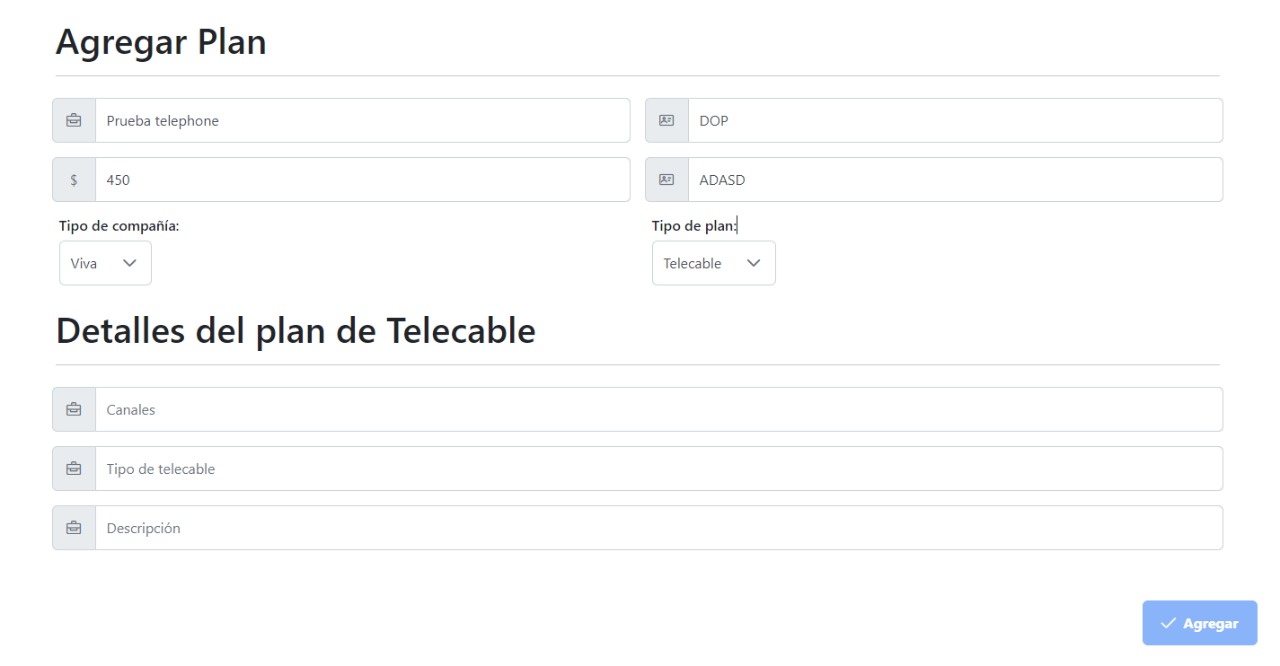 Agregar Plan
Prueba telephone
DOP
$ 450
ADASD
Tipo de compañía:
Tipo de plan:
Viva
Telecable
Detalles del plan de Telecable
Canales
Tipo de telecable
Descripción
Agregar